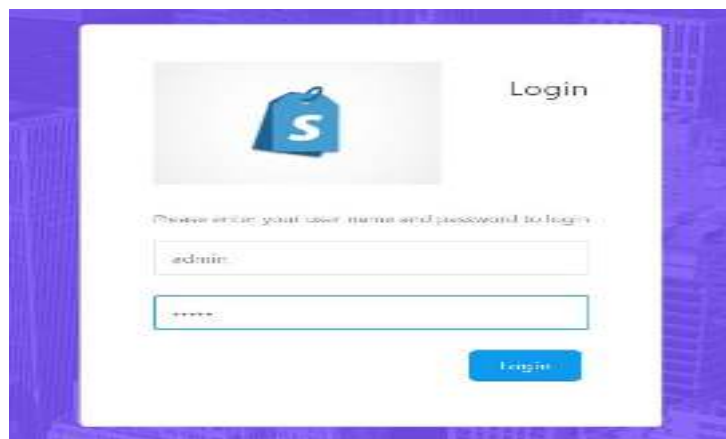 S
Login
Please enter your user name and password to login
admin
•••••
Login